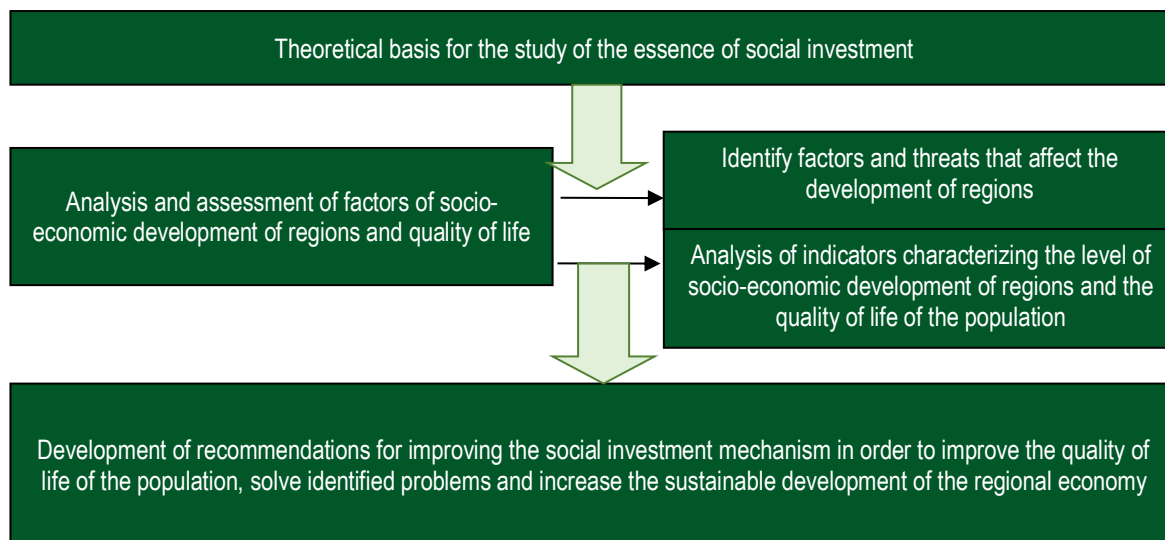 Theoretical basis for the study of the essence of social investment
Analysis and assessment of factors of socio-
economic development of regions and quality of life
Identify factors and threats that affect the
development of regions
Analysis of indicators characterizing the level of
socio-economic development of regions and the
quality of life of the population
Development of recommendations for improving the social investment mechanism in order to improve the quality of
life of the population, solve identified problems and increase the sustainable development of the regional economy